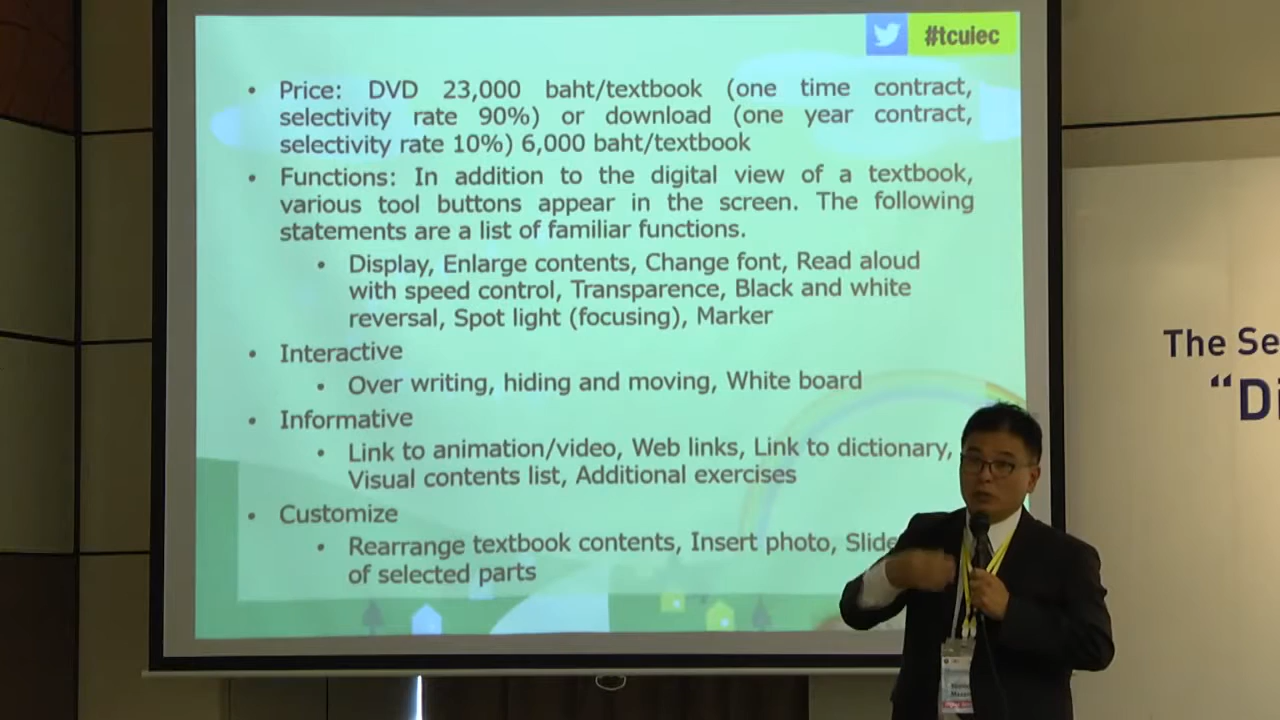 #tcuiec
• Price: DVD 23,000 baht/textbook (one time contract,
selectivity rate 90%) or download (one year contract,
selectivity rate 10%) 6,000 baht/textbook
• Functions: In addition to the digital view of a textbook,
various tool buttons appear in the screen. The following
statements are a list of familiar functions.
• Display, Enlarge contents, Change font, Read aloud
with speed control, Transparence, Black and white
reversal, Spot light (focusing), Marker
• Interactive
• Over writing, hiding and moving, White board
• Informative
• Link to animation/video, Web links, Link to dictionary,
Visual contents list, Additional exercises
• Customize
• Rearrange textbook contents, Insert photo, Slide
of selected parts
The Se
“Di